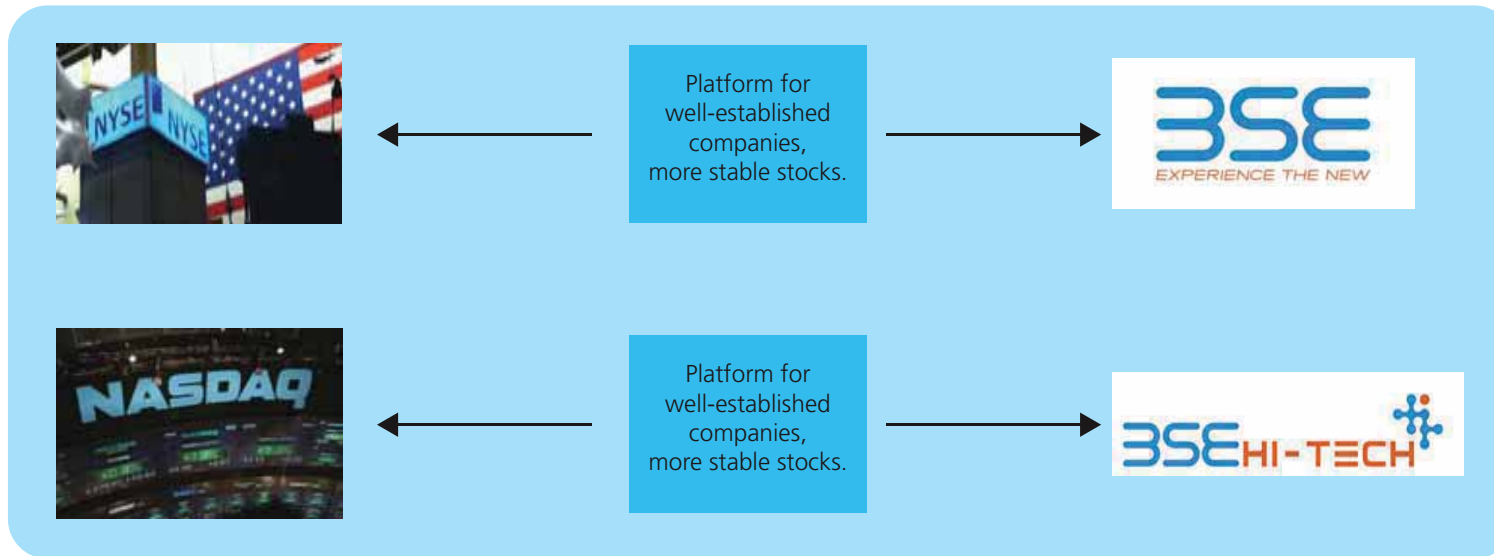 NYSE
NYSE
Platform for
well-established
companies,
more stable stocks.
BSE
EXPERIENCE THE NEW
NASDAQ
Platform for
well-established
companies,
more stable stocks.
BSE HI-TECH